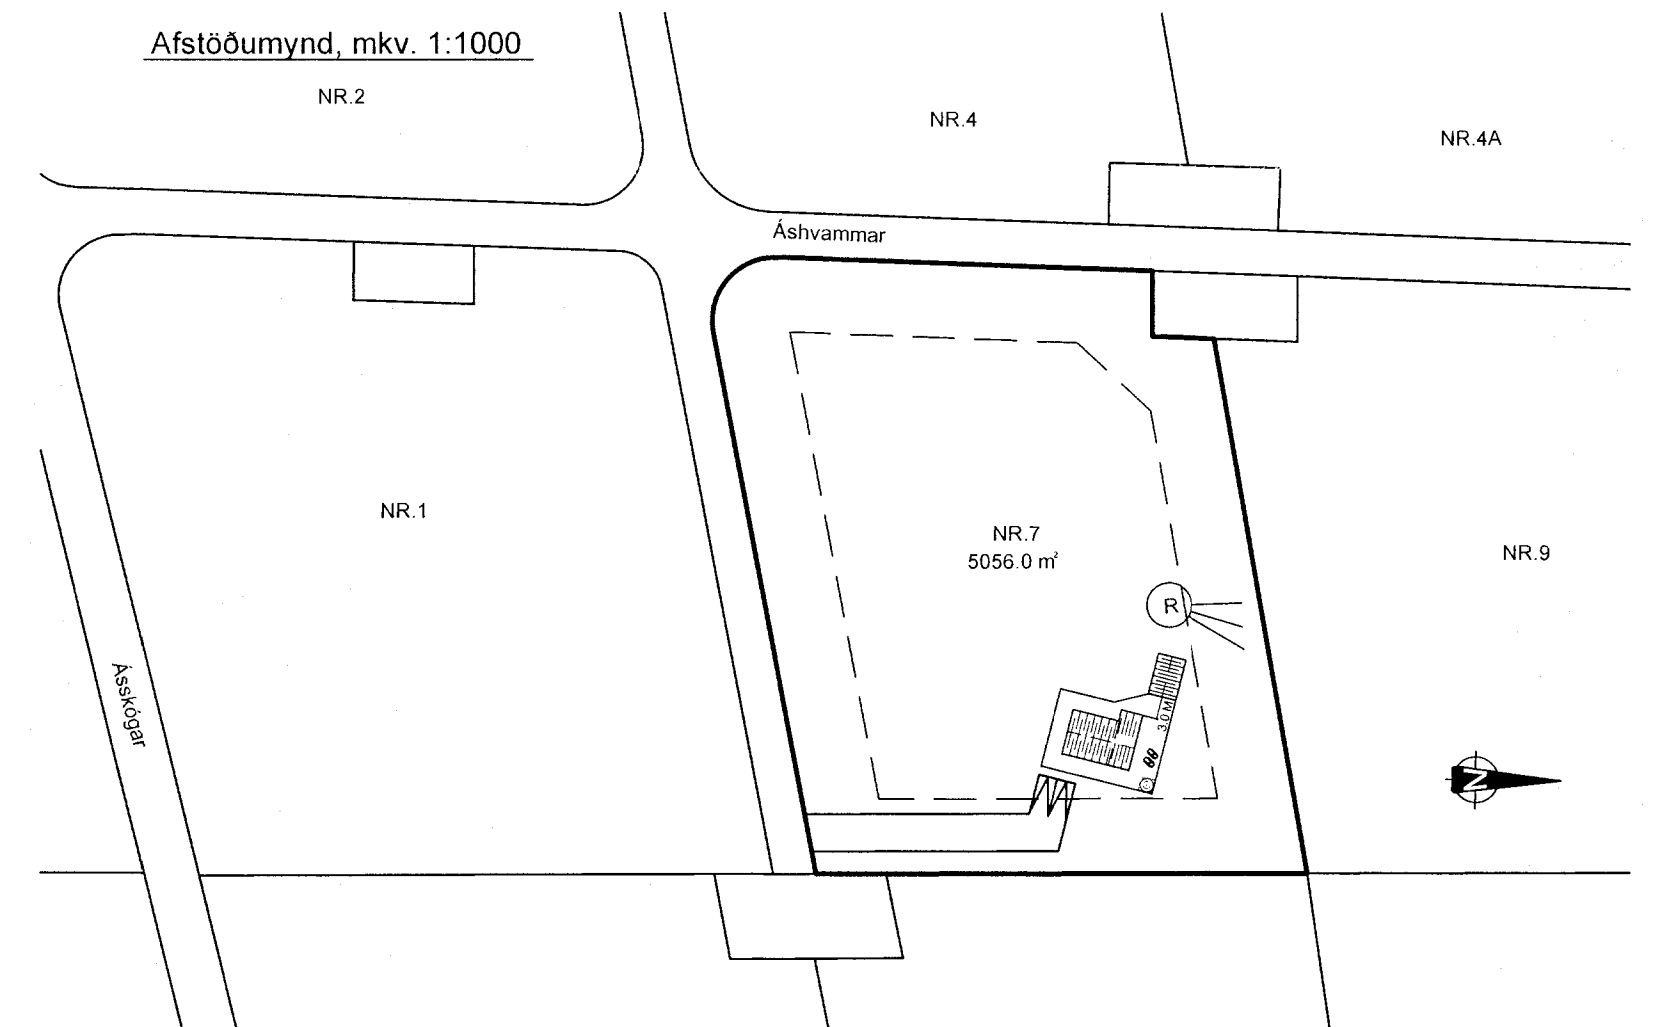 Afstöðumynd, mkv. 1:1000
NR.2
NR.4
NR.4A
Áshvammar
NR.1
NR.7
5056.0 m²
NR.9
R
Ásskógar
3.0 M
N